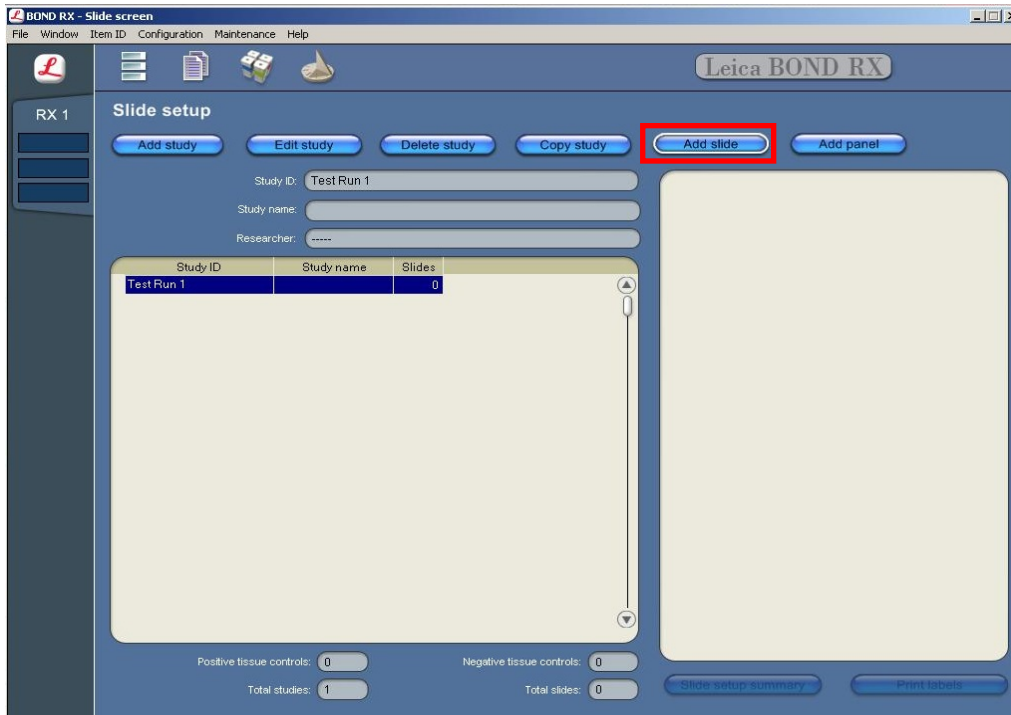 BOND RX - Slide screen
File Window Item ID Configuration Maintenance Help
Leica BOND RX
RX 1
Slide setup
Add study Edit study Delete study Copy study Add slide Add panel
Study ID: Test Run 1
Study name:
Researcher: -----
Study ID Study name Slides
Test Run 1 0
Positive tissue controls: 0 Negative tissue controls: 0
Total studies: 1 Total slides: 0
Slide setup summary Print labels